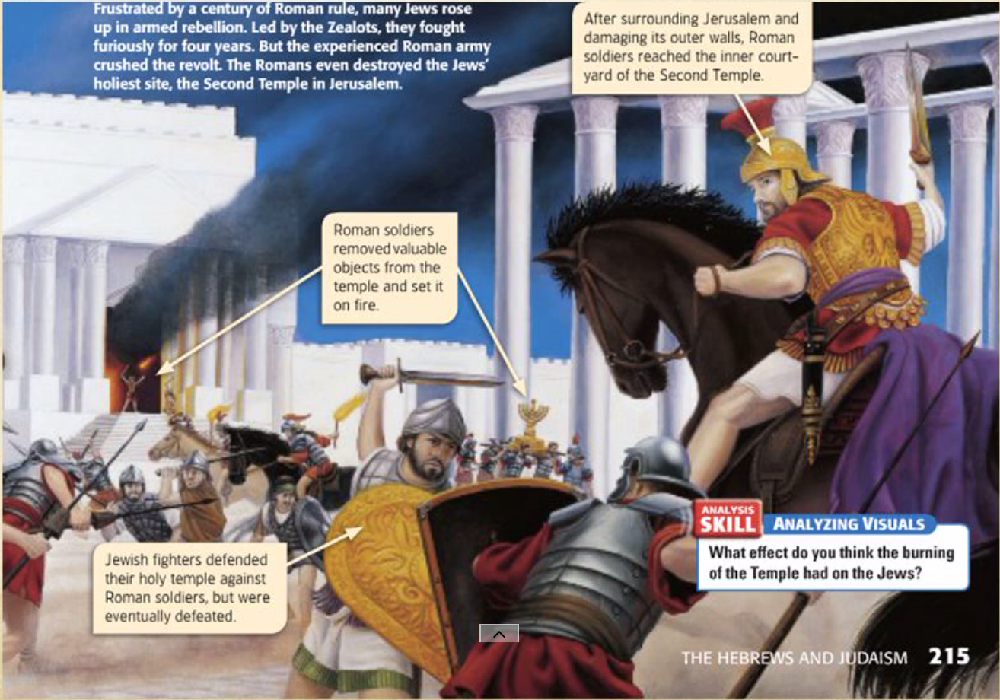 Frustrated by a century of Roman rule, many Jews rose
up in armed rebellion. Led by the Zealots, they fought
furiously for four years. But the experienced Roman army
crushed the revolt. The Romans even destroyed the Jews’
holiest site, the Second Temple in Jerusalem.
After surrounding Jerusalem and
damaging its outer walls, Roman
soldiers reached the inner court-
yard of the Second Temple.
Roman soldiers
removed valuable
objects from the
temple and set it
on fire.
Jewish fighters defended
their holy temple against
Roman soldiers, but were
eventually defeated.
ANALYSIS
SKILL
ANALYZING VISUALS
What effect do you think the burning
of the Temple had on the Jews?
THE HEBREWS AND JUDAISM 215